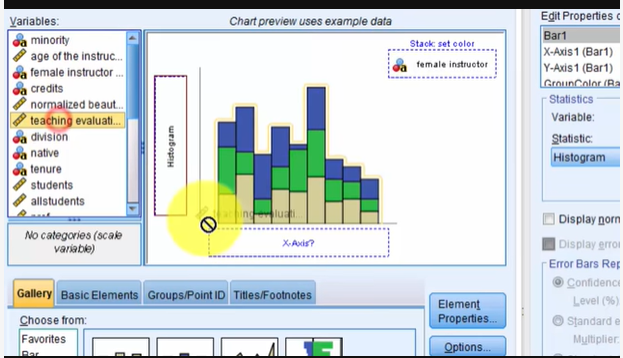 Variables:
Chart preview uses example data
Edit Properties o
minority
age of the instruc...
female instructor ...
credits
normalized beaut...
teaching evaluati...
division
native
tenure
students
allstudents
No categories (scale
variable)
Stack: set color
female instructor
Histogram
teaching evaluati...
X-Axis?
Bar1
X-Axis1 (Bar1)
Y-Axis1 (Bar1)
GroupColor (Ba
Statistics
Variable:
Statistic:
Histogram
Display norm
Display erro
Error Bars Rep
Confidence
Level (%)
Standard e
Multiplier:
Gallery
Basic Elements
Groups/Point ID
Titles/Footnotes
Element
Properties...
Options...
Choose from:
Favorites
Bar